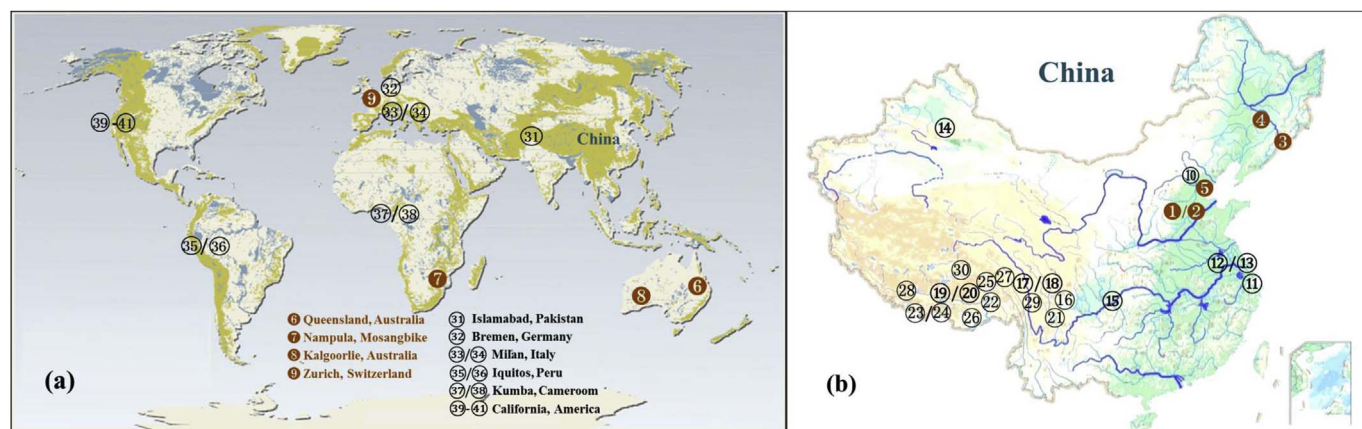 32
9
33/34
39-41
31
China
37/38
35/36
7
8
6
6 Queensland, Australia
7 Nampula, Mosangbike
8 Kalgoorlie, Australia
9 Zurich, Switzerland
31 Islamabad, Pakistan
32 Bremen, Germany
33/34 Milan, Italy
35/36 Iquitos, Peru
37/38 Kumba, Cameroom
39-41 California, America
(a)
China
14
4
3
10
5
1/2
12/13
11
30
25
27
17/18
28
19/20
22
29
16
15
23/24
26
21
(b)